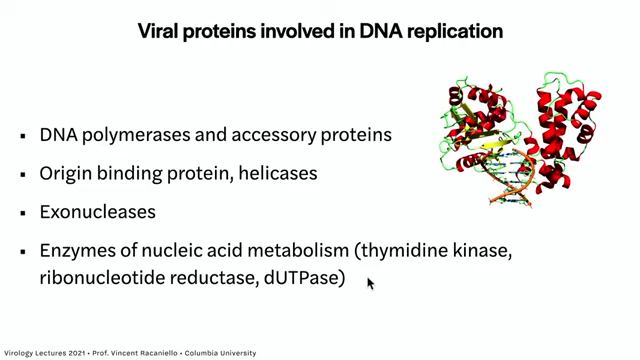 Viral proteins involved in DNA replication
▪ DNA polymerases and accessory proteins
▪ Origin binding protein, helicases
▪ Exonucleases
▪ Enzymes of nucleic acid metabolism (thymidine kinase,
ribonucleotide reductase, dUTPase)
Virology Lectures 2021 • Prof. Vincent Racaniello • Columbia University